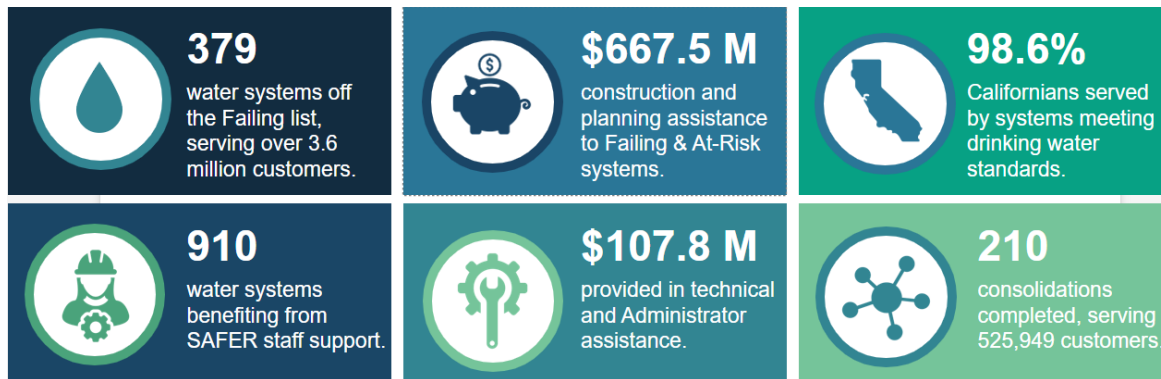 379
water systems off
the Failing list,
serving over 3.6
million customers.
$
$667.5 M
construction and
planning assistance
to Failing & At-Risk
systems.
98.6%
Californians served
by systems meeting
drinking water
standards.
910
water systems
benefiting from
SAFER staff support.
$107.8 M
provided in technical
and Administrator
assistance.
210
consolidations
completed, serving
525,949 customers.